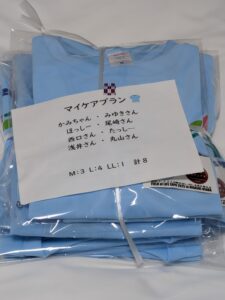 マイケアプラン
かみちゃん・みゆきさん
ほっしー・尾崎さん
西口さん・たっしー
浅井さん・丸山さん
M:3 L:4 LL:1 計8